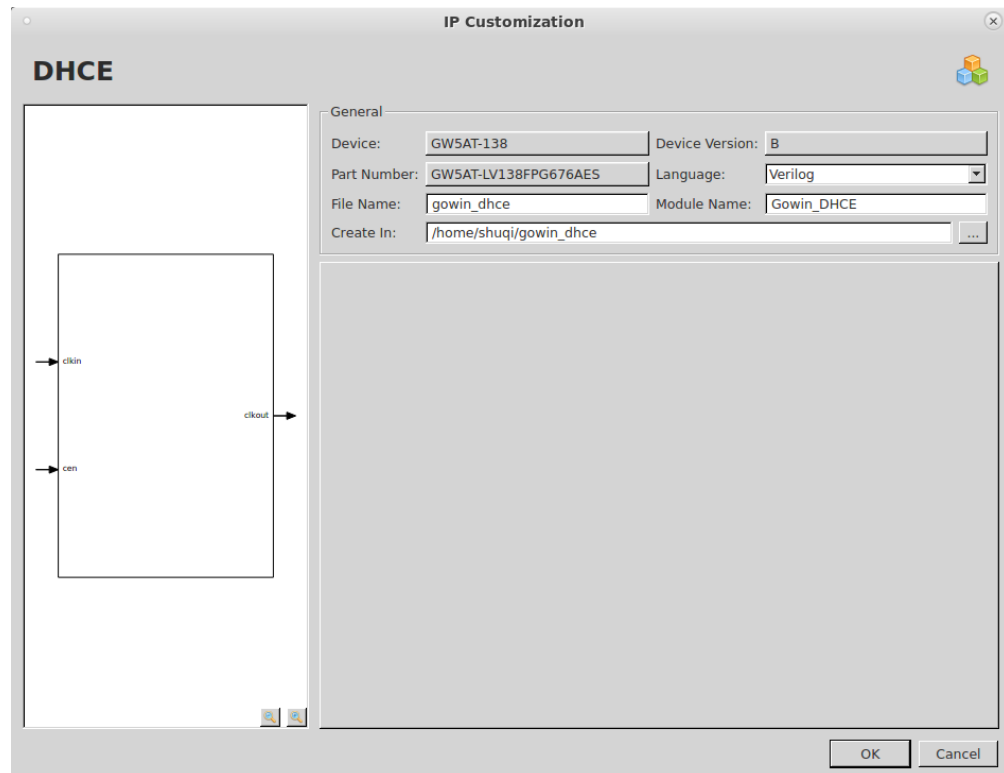 IP Customization
DHCE
General
Device: GW5AT-138 Device Version: B
Part Number: GW5AT-LV138FPG676AES Language: Verilog
File Name: gowin_dhce Module Name: Gowin_DHCE
Create In: /home/shuqi/gowin_dhce ...
clkin
clkout
cen
OK Cancel